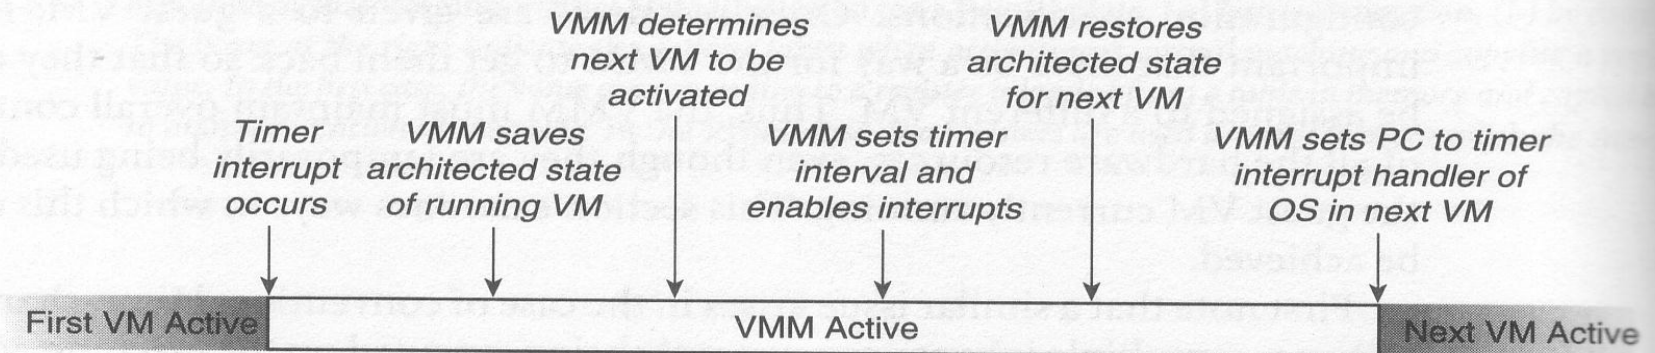 Timer
interrupt
occurs
VMM saves
architected state
of running VM
VMM determines
next VM to be
activated
VMM sets timer
interval and
enables interrupts
VMM restores
architected state
for next VM
VMM sets PC to timer
interrupt handler of
OS in next VM
First VM Active
VMM Active
Next VM Active